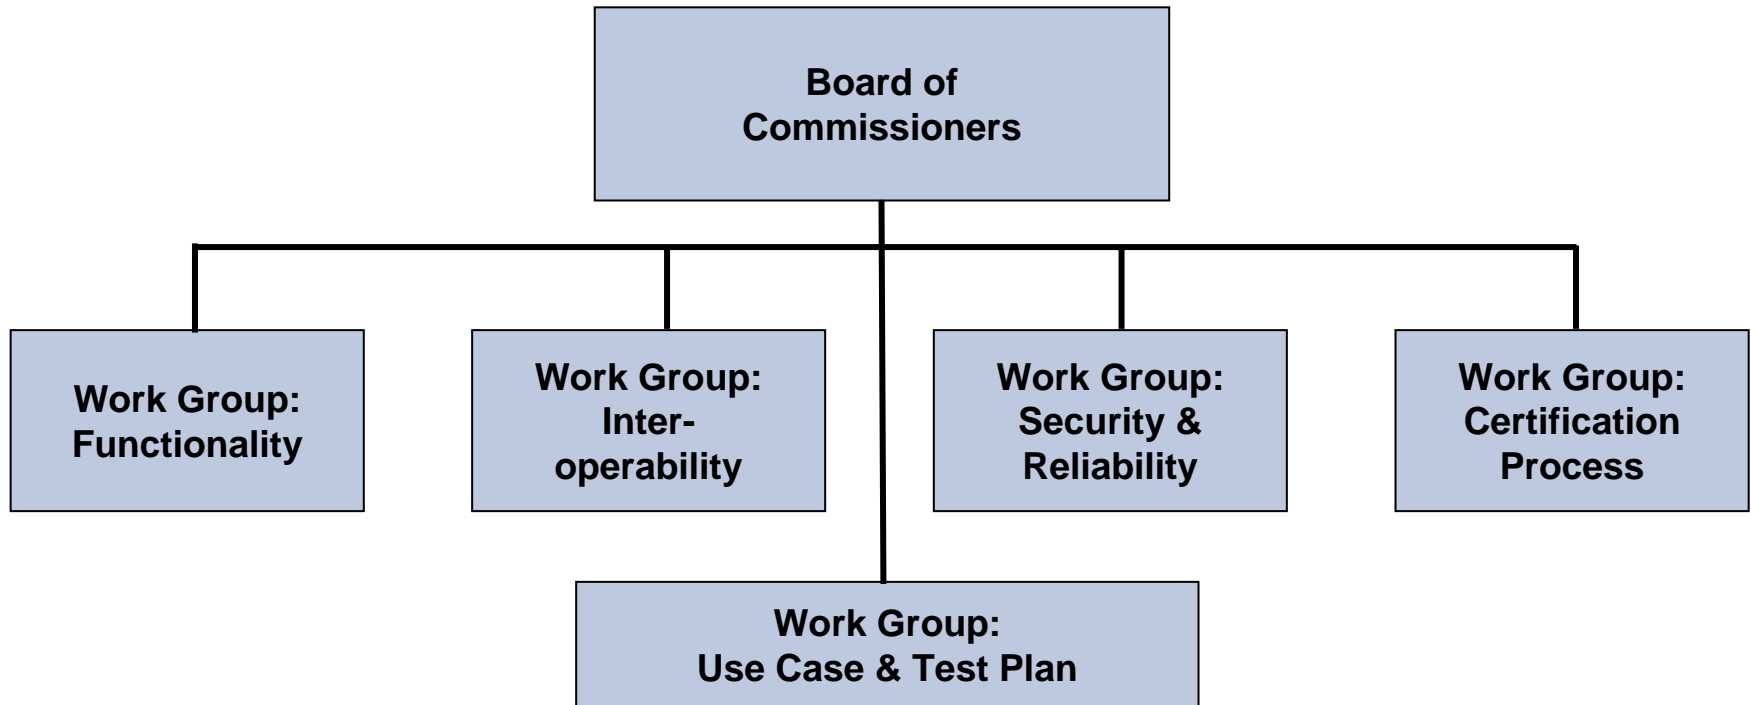 Board of
Commissioners
Work Group:
Functionality
Work Group:
Inter-
operability
Work Group:
Security &
Reliability
Work Group:
Certification
Process
Work Group:
Use Case & Test Plan